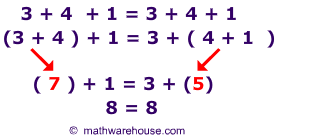 3 + 4 + 1 = 3 + 4 + 1
(3 + 4 ) + 1 = 3 + ( 4 + 1 )
( 7 ) + 1 = 3 + (5)
8 = 8
© mathwarehouse.com